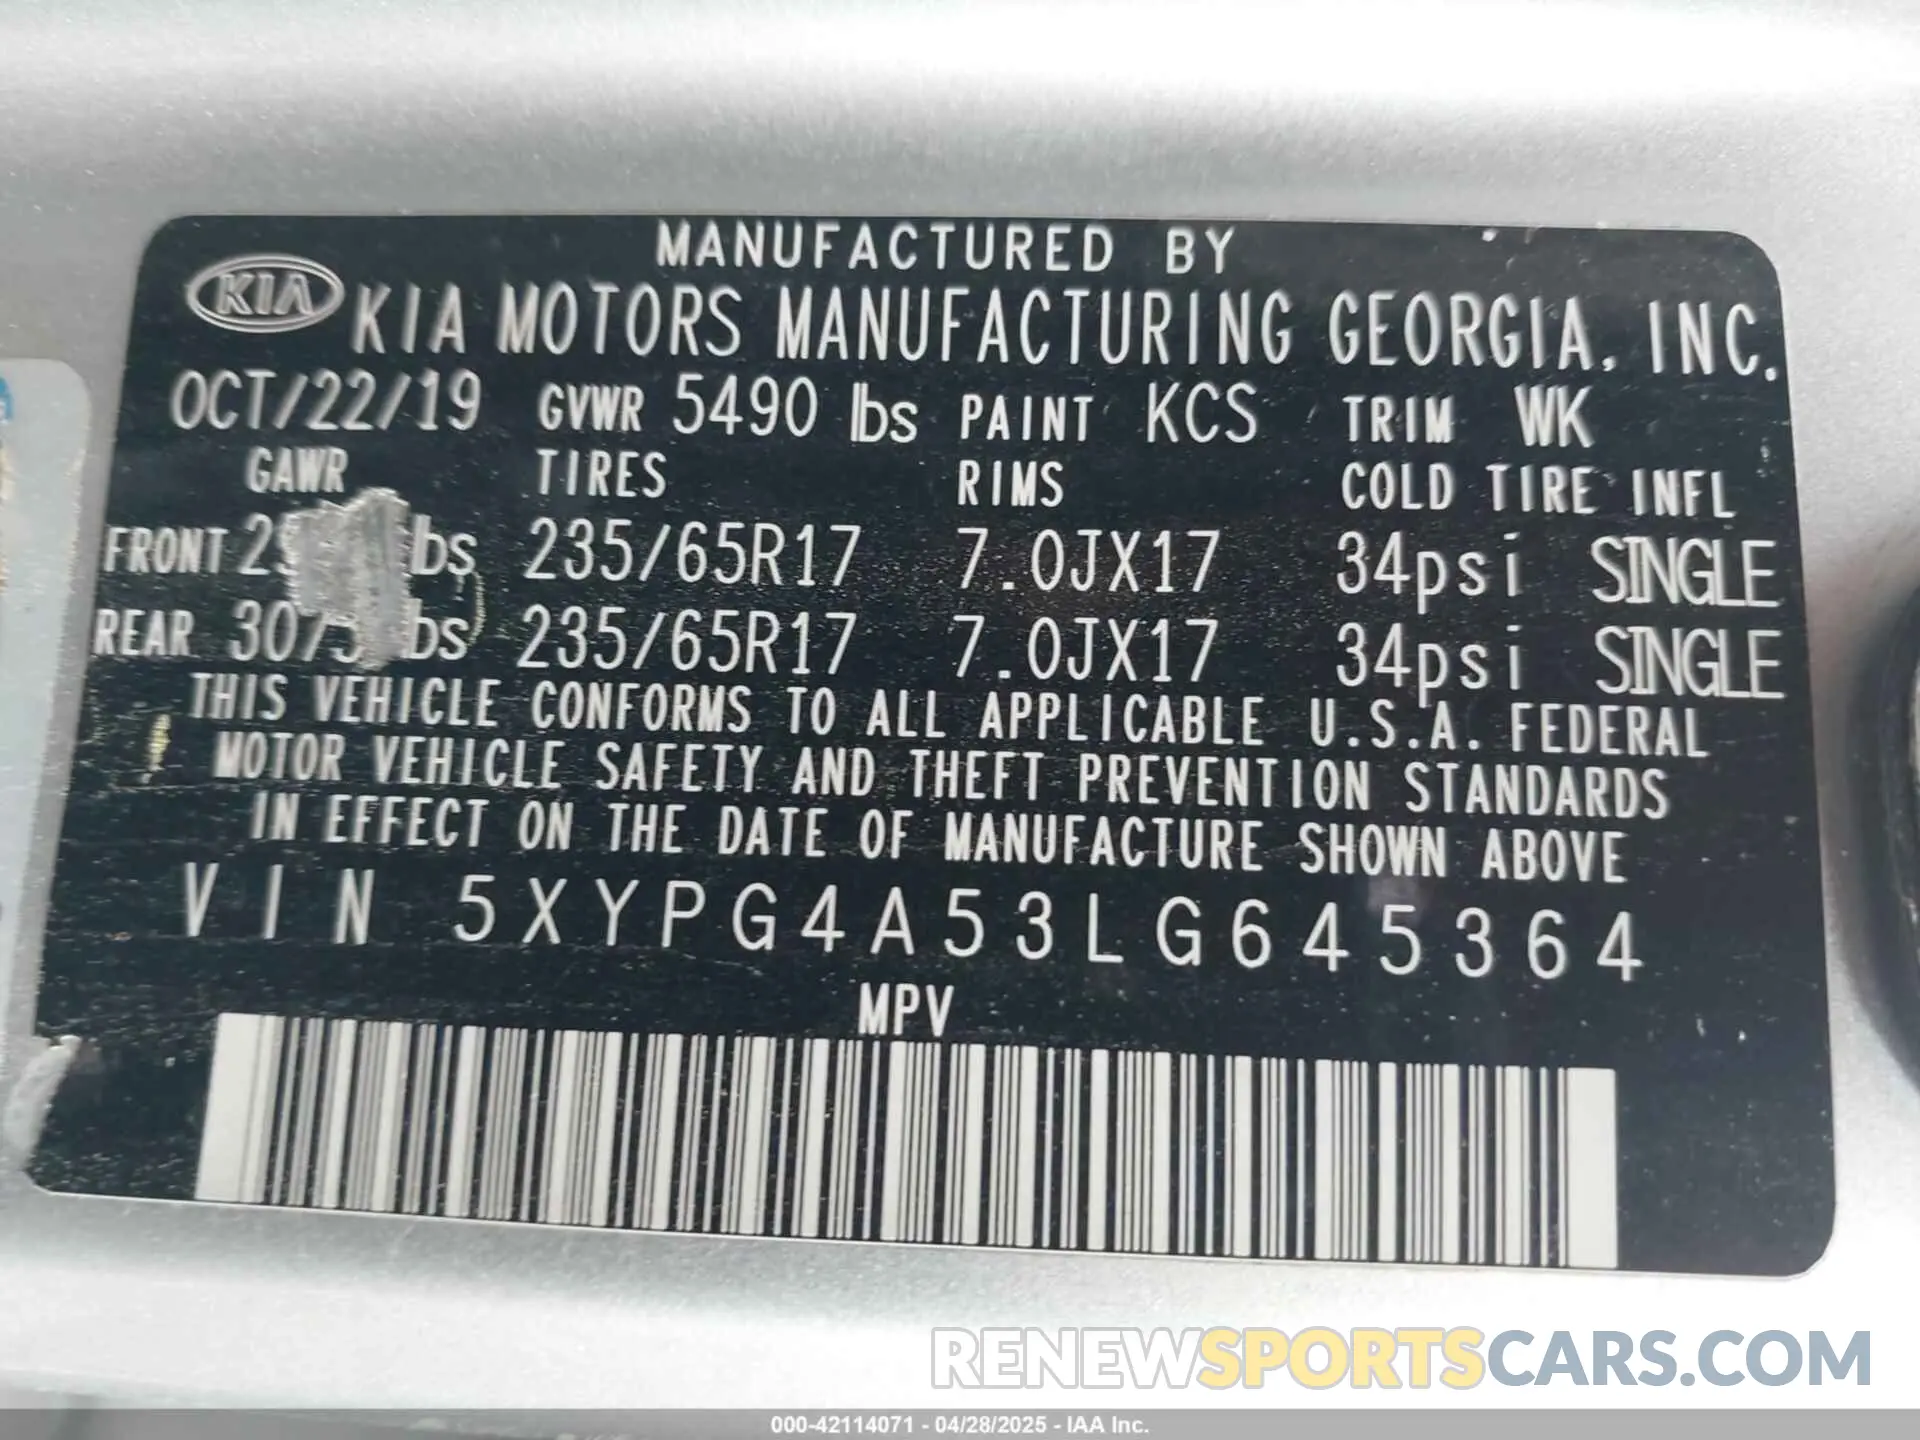 MANUFACTURED BY
KIA KIA MOTORS MANUFACTURING GEORGIA, INC.
OCT/22/19 GVWR 5490 lbs PAINT KCS TRIM WK
GAWR TIRES RIMS COLD TIRE INFL
FRONT lbs 235/65R17 7.0JX17 34psi SINGLE
REAR lbs 235/65R17 7.0JX17 34psi SINGLE
THIS VEHICLE CONFORMS TO ALL APPLICABLE U.S.A. FEDERAL
MOTOR VEHICLE SAFETY AND THEFT PREVENTION STANDARDS
IN EFFECT ON THE DATE OF MANUFACTURE SHOWN ABOVE
VIN 5XYPG4A53LG645364
MPV
RENEWSPORTSCARS.COM
000-42114071 - 04/28/2025 - IAA Inc.